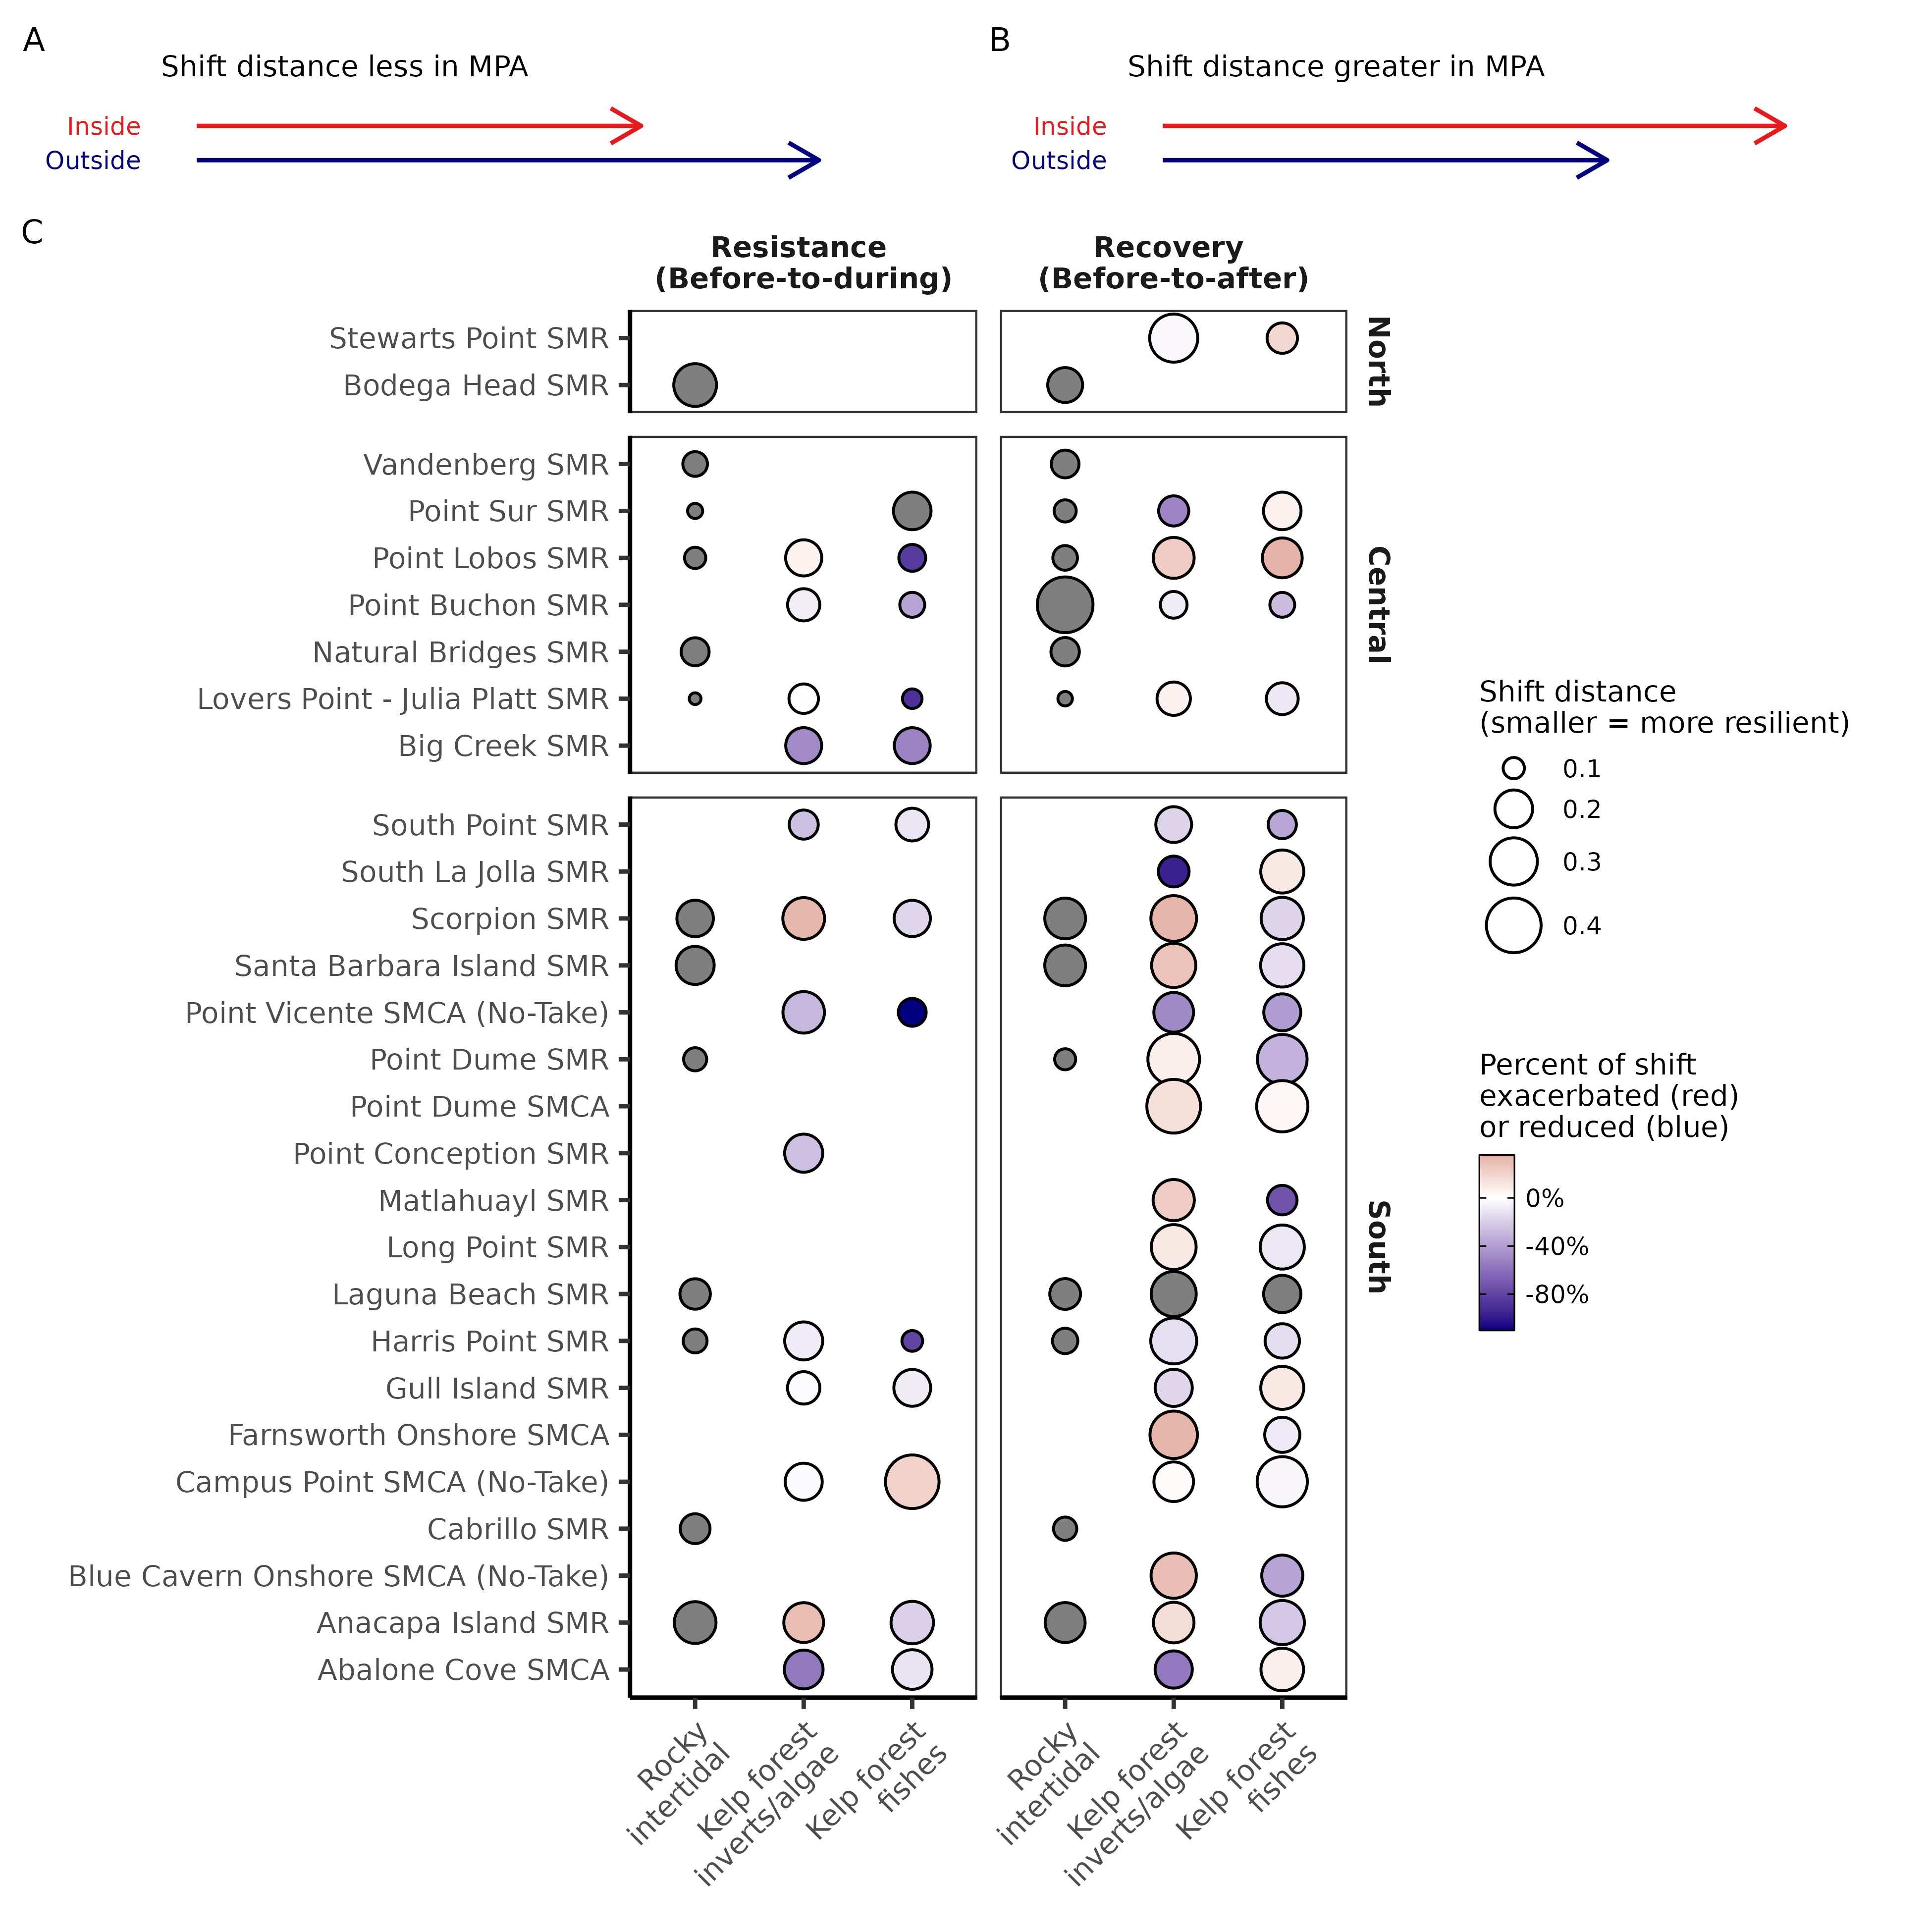 A
Shift distance less in MPA
Inside
Outside
B
Shift distance greater in MPA
Inside
Outside
C
Resistance
(Before-to-during)
Recovery
(Before-to-after)
Stewarts Point SMR
Bodega Head SMR
North
Vandenberg SMR
Point Sur SMR
Point Lobos SMR
Point Buchon SMR
Natural Bridges SMR
Lovers Point - Julia Platt SMR
Big Creek SMR
Central
South Point SMR
South La Jolla SMR
Scorpion SMR
Santa Barbara Island SMR
Point Vicente SMCA (No-Take)
Point Dume SMR
Point Dume SMCA
Point Conception SMR
Matlahuayl SMR
Long Point SMR
Laguna Beach SMR
Harris Point SMR
Gull Island SMR
Farnsworth Onshore SMCA
Campus Point SMCA (No-Take)
Cabrillo SMR
Blue Cavern Onshore SMCA (No-Take)
Anacapa Island SMR
Abalone Cove SMCA
South
Rocky
intertidal
Kelp forest
inverts/algae
Kelp forest
fishes
Rocky
intertidal
Kelp forest
inverts/algae
Kelp forest
fishes
Shift distance
(smaller = more resilient)
0.1
0.2
0.3
0.4
Percent of shift
exacerbated (red)
or reduced (blue)
0%
-40%
-80%